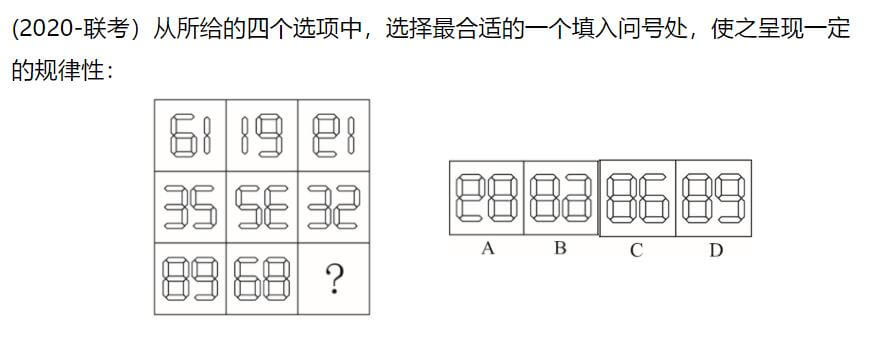 (2020-联考）从所给的四个选项中，选择最合适的一个填入问号处，使之呈现一定
的规律性：
61 19 e1
35 5E 32
89 68 ?
e8 8a 86 89
A B C D